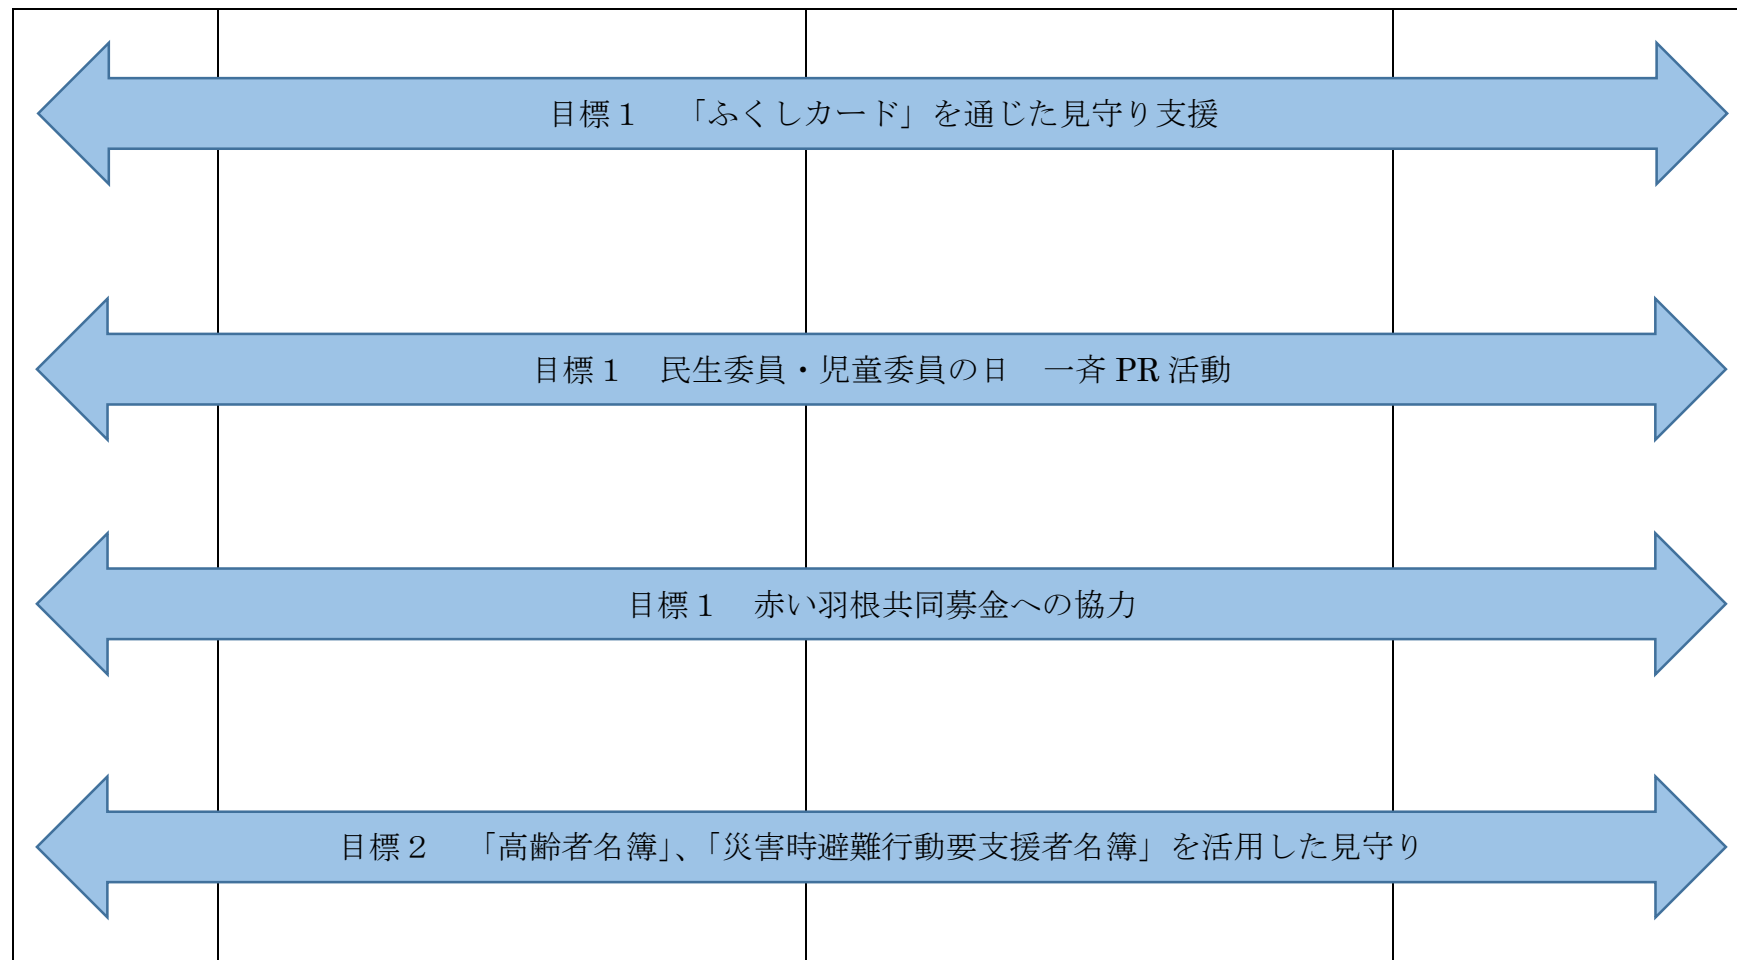 目標１　「ふくしカード」を通じた見守り支援
目標１　民生委員・児童委員の日　一斉 PR 活動
目標１　赤い羽根共同募金への協力
目標２　「高齢者名簿」、「災害時避難行動要支援者名簿」を活用した見守り